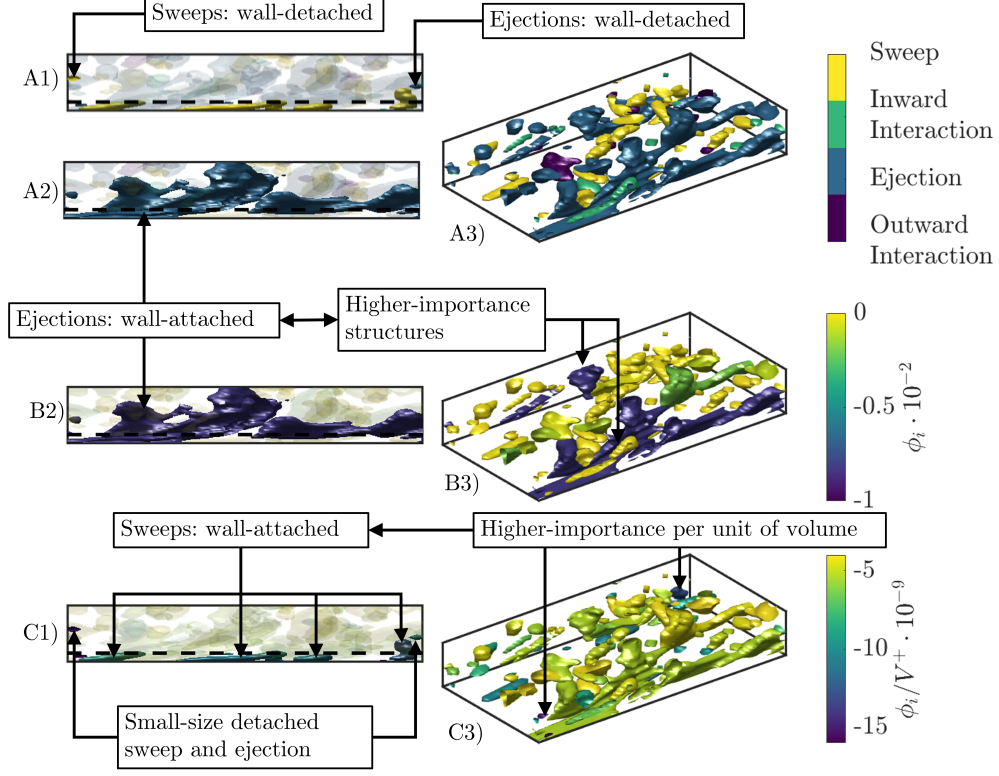 Sweeps: wall-detached
Ejections: wall-detached
A1)
A2)
A3)
Sweep
Inward
Interaction
Ejection
Outward
Interaction
Ejections: wall-attached
Higher-importance
structures
B2)
B3)
0
-0.5
-1
ϕᵢ · 10⁻²
Sweeps: wall-attached
Higher-importance per unit of volume
C1)
C3)
-5
-10
-15
ϕᵢ/V⁺ · 10⁻⁹
Small-size detached
sweep and ejection